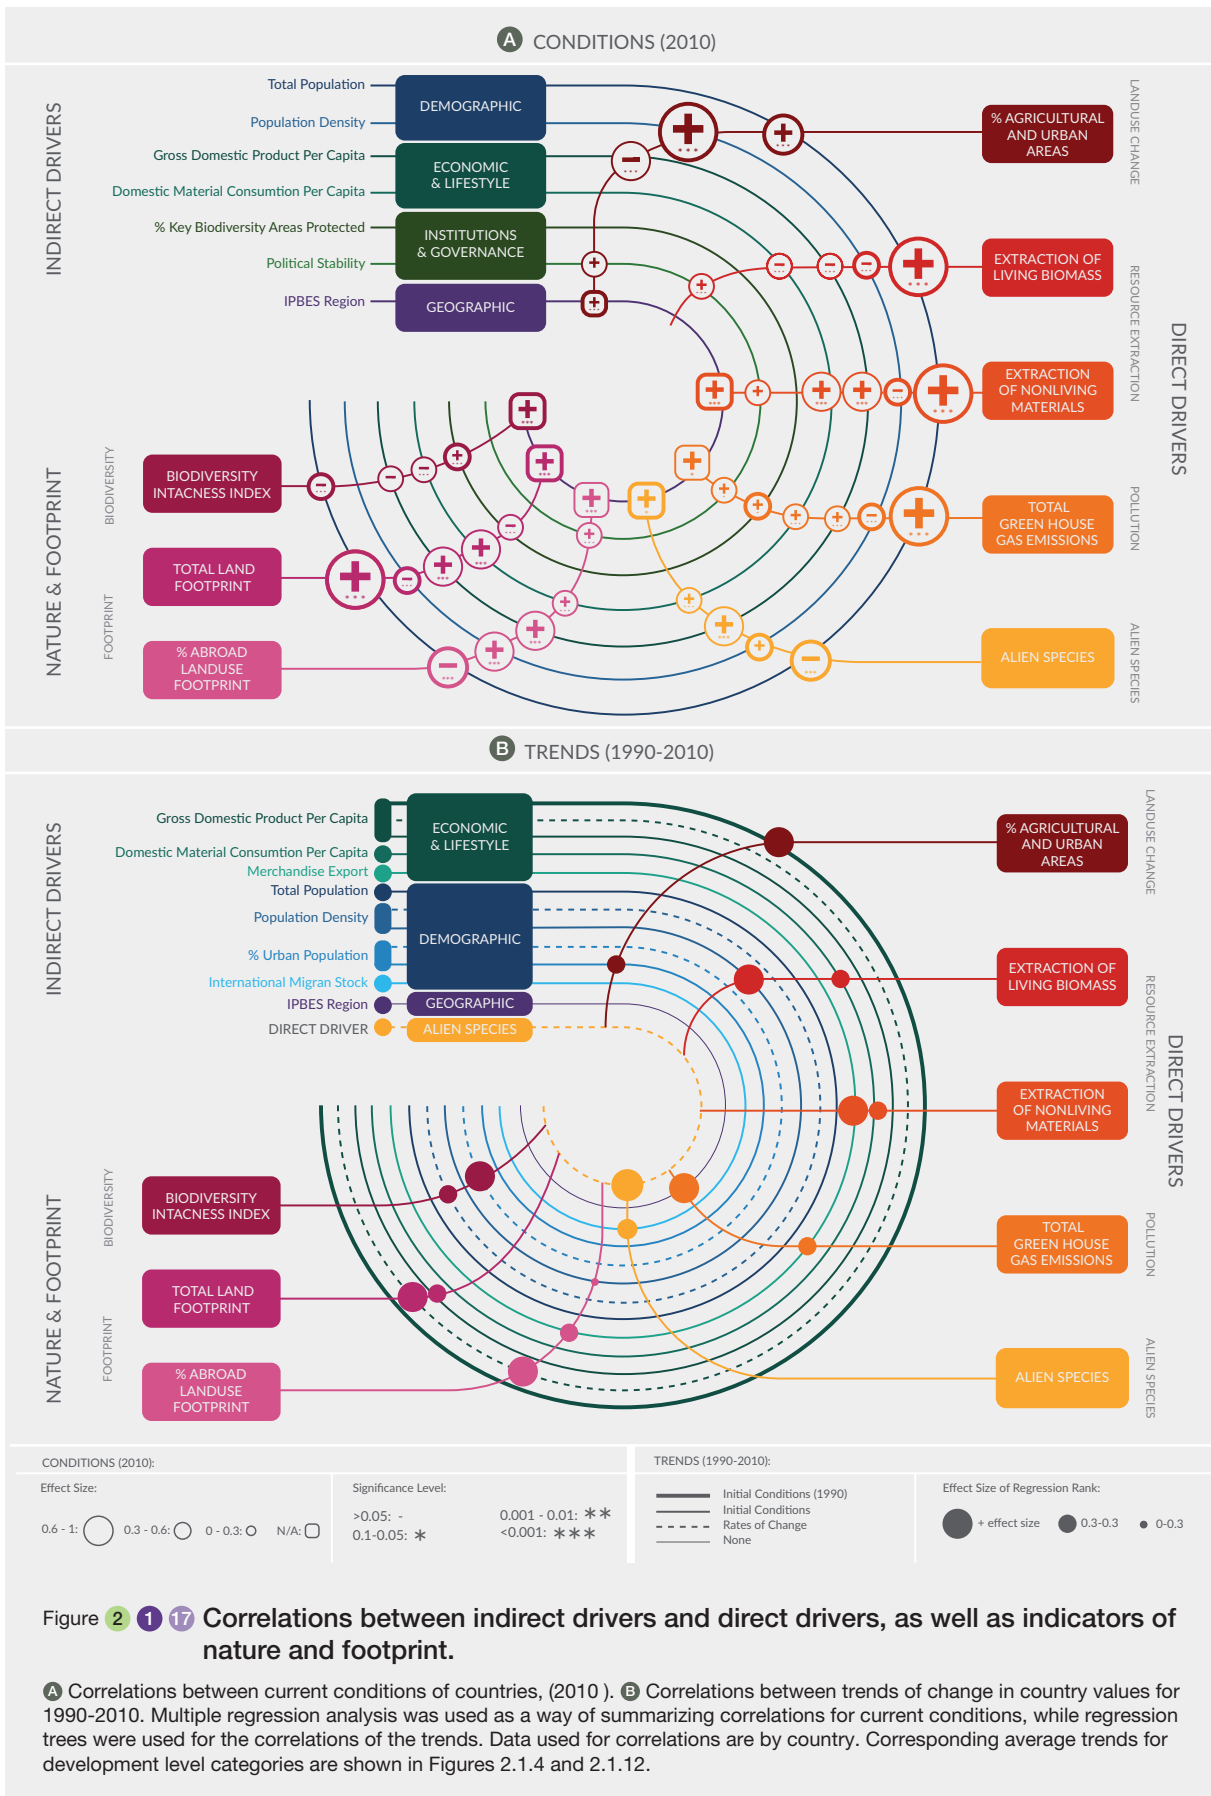 A CONDITIONS (2010)
INDIRECT DRIVERS
Total Population
Population Density
Gross Domestic Product Per Capita
Domestic Material Consumtion Per Capita
% Key Biodiversity Areas Protected
Political Stability
IPBES Region
DEMOGRAPHIC
ECONOMIC
& LIFESTYLE
INSTITUTIONS
& GOVERNANCE
GEOGRAPHIC
% AGRICULTURAL
AND URBAN
AREAS
LANDUSE CHANGE
EXTRACTION OF
LIVING BIOMASS
RESOURCE EXTRACTION
DIRECT DRIVERS
EXTRACTION
OF NONLIVING
MATERIALS
TOTAL
GREEN HOUSE
GAS EMISSIONS
POLLUTION
ALIEN SPECIES
ALIEN SPECIES
NATURE & FOOTPRINT
BIODIVERSITY
BIODIVERSITY
INTACNESS INDEX
TOTAL LAND
FOOTPRINT
FOOTPRINT
% ABROAD
LANDUSE
FOOTPRINT
B TRENDS (1990-2010)
INDIRECT DRIVERS
Gross Domestic Product Per Capita
Domestic Material Consumtion Per Capita
Merchandise Export
Total Population
Population Density
% Urban Population
International Migran Stock
IPBES Region
DIRECT DRIVER
ECONOMIC
& LIFESTYLE
DEMOGRAPHIC
GEOGRAPHIC
ALIEN SPECIES
% AGRICULTURAL
AND URBAN
AREAS
LANDUSE CHANGE
EXTRACTION OF
LIVING BIOMASS
RESOURCE EXTRACTION
DIRECT DRIVERS
EXTRACTION
OF NONLIVING
MATERIALS
TOTAL
GREEN HOUSE
GAS EMISSIONS
POLLUTION
ALIEN SPECIES
ALIEN SPECIES
NATURE & FOOTPRINT
BIODIVERSITY
BIODIVERSITY
INTACNESS INDEX
TOTAL LAND
FOOTPRINT
FOOTPRINT
% ABROAD
LANDUSE
FOOTPRINT
CONDITIONS (2010):
Effect Size:
0.6 - 1: 0.3 - 0.6: 0 - 0.3: N/A:
Significance Level:
>0.05: -
0.1-0.05: *
0.001 - 0.01: **
<0.001: ***
TRENDS (1990-2010):
Initial Conditions (1990)
Initial Conditions
Rates of Change
None
Effect Size of Regression Rank:
+ effect size 0.3-0.3 0-0.3
Figure 2 1 17 Correlations between indirect drivers and direct drivers, as well as indicators of
nature and footprint.
A Correlations between current conditions of countries, (2010 ). B Correlations between trends of change in country values for
1990-2010. Multiple regression analysis was used as a way of summarizing correlations for current conditions, while regression
trees were used for the correlations of the trends. Data used for correlations are by country. Corresponding average trends for
development level categories are shown in Figures 2.1.4 and 2.1.12.